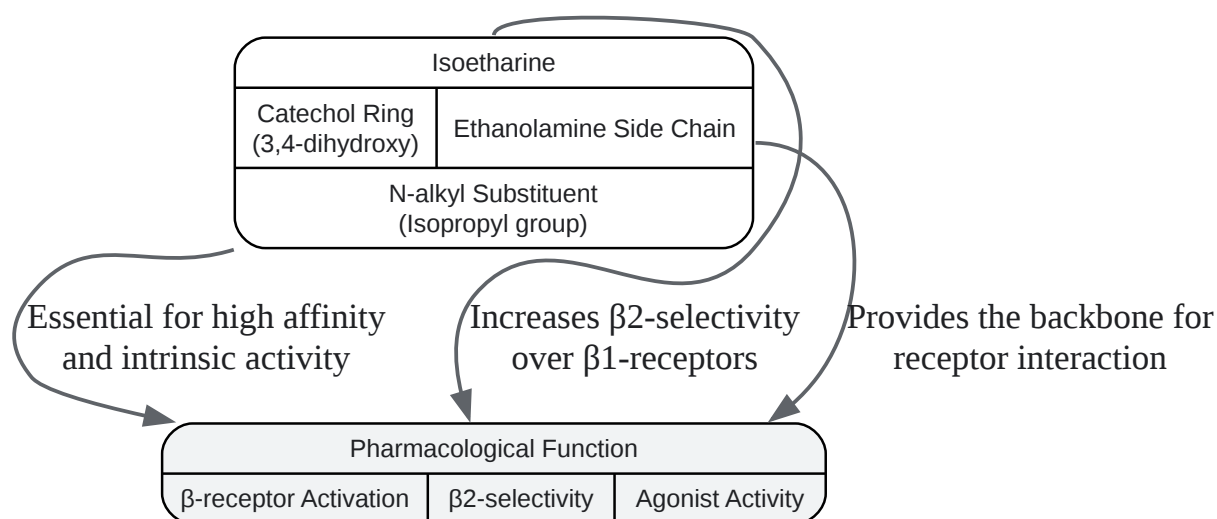 Isoetharine
Catechol Ring
(3,4-dihydroxy)
Ethanolamine Side Chain
N-alkyl Substituent
(Isopropyl group)
Essential for high affinity
and intrinsic activity
Increases β2-selectivity
over β1-receptors
Provides the backbone for
receptor interaction
Pharmacological Function
β-receptor Activation
β2-selectivity
Agonist Activity